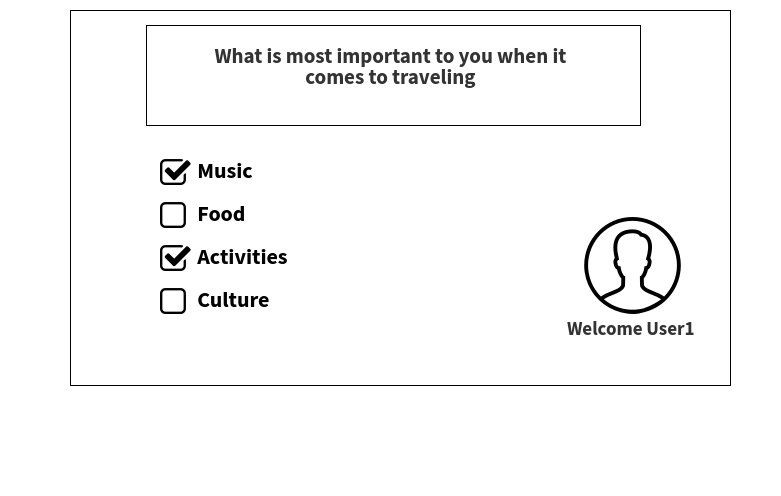 What is most important to you when it
comes to traveling
Music
Food
Activities
Culture
Welcome User1